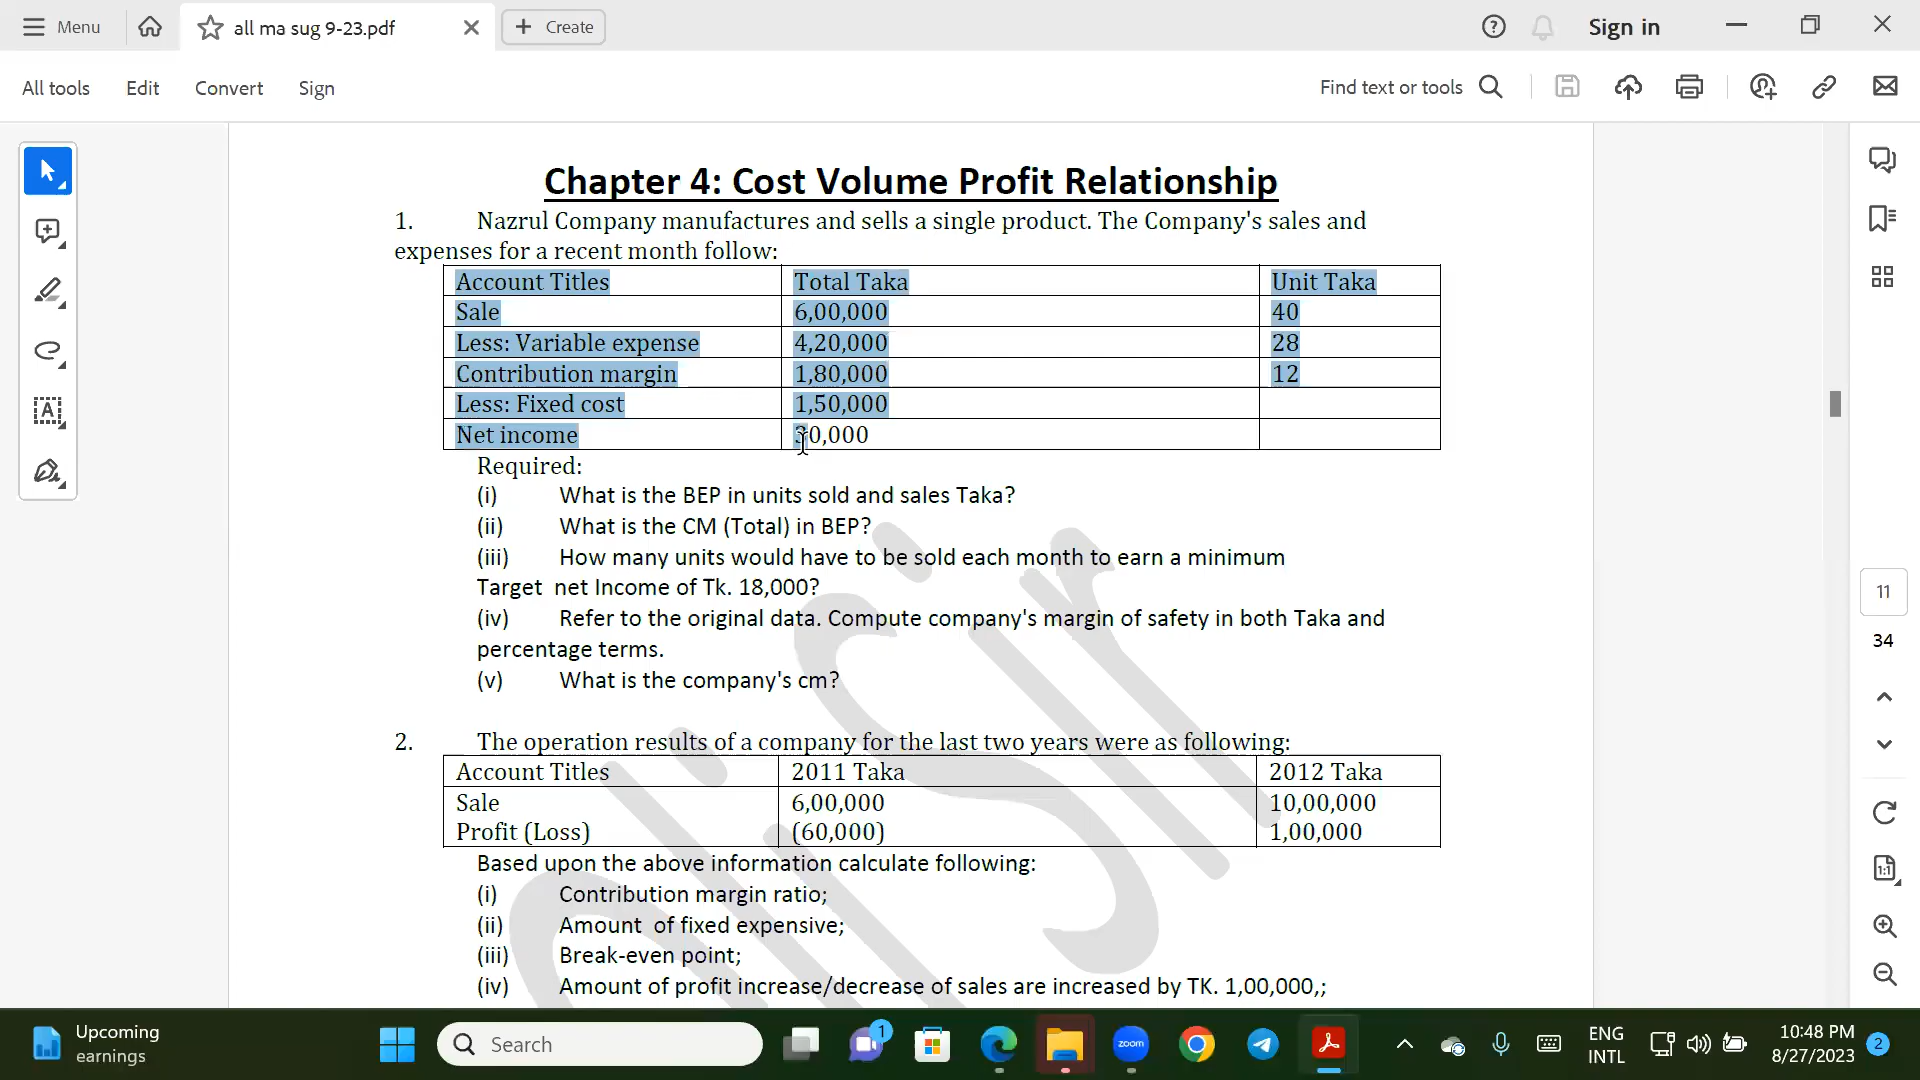 Menu
all ma sug 9-23.pdf
Create
Sign in
All tools
Edit
Convert
Sign
Find text or tools
Chapter 4: Cost Volume Profit Relationship
1. Nazrul Company manufactures and sells a single product. The Company's sales and
expenses for a recent month follow:
Account Titles Total Taka Unit Taka
Sale 6,00,000 40
Less: Variable expense 4,20,000 28
Contribution margin 1,80,000 12
Less: Fixed cost 1,50,000
Net income 30,000
Required:
(i) What is the BEP in units sold and sales Taka?
(ii) What is the CM (Total) in BEP?
(iii) How many units would have to be sold each month to earn a minimum
Target net Income of Tk. 18,000?
(iv) Refer to the original data. Compute company's margin of safety in both Taka and
percentage terms.
(v) What is the company's cm?
2. The operation results of a company for the last two years were as following:
Account Titles 2011 Taka 2012 Taka
Sale 6,00,000 10,00,000
Profit (Loss) (60,000) 1,00,000
Based upon the above information calculate following:
(i) Contribution margin ratio;
(ii) Amount of fixed expensive;
(iii) Break-even point;
(iv) Amount of profit increase/decrease of sales are increased by TK. 1,00,000,;
11
34
1:1
Upcoming
earnings
Search
1
zoom
ENG
INTL
10:48 PM
8/27/2023
2